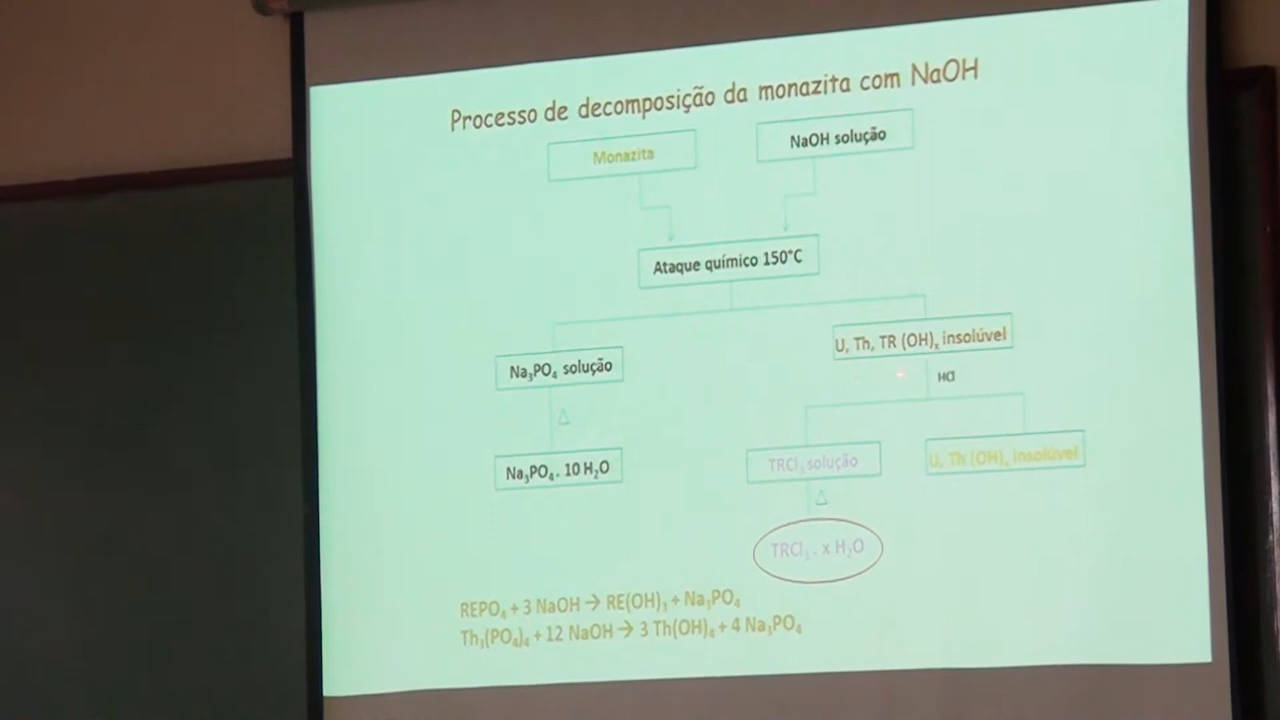 Processo de decomposição da monazita com NaOH
Monazita
NaOH solução
Ataque químico 150°C
Na₃PO₄ solução
U, Th, TR (OH)ₓ insolúvel
HCl
Δ
Na₃PO₄. 10 H₂O
TRCl₃ solução
U, Th (OH)ₓ insolúvel
Δ
TRCl₃ . x H₂O
REPO₄ + 3 NaOH → RE(OH)₃ + Na₃PO₄
Th₃(PO₄)₄ + 12 NaOH → 3 Th(OH)₄ + 4 Na₃PO₄